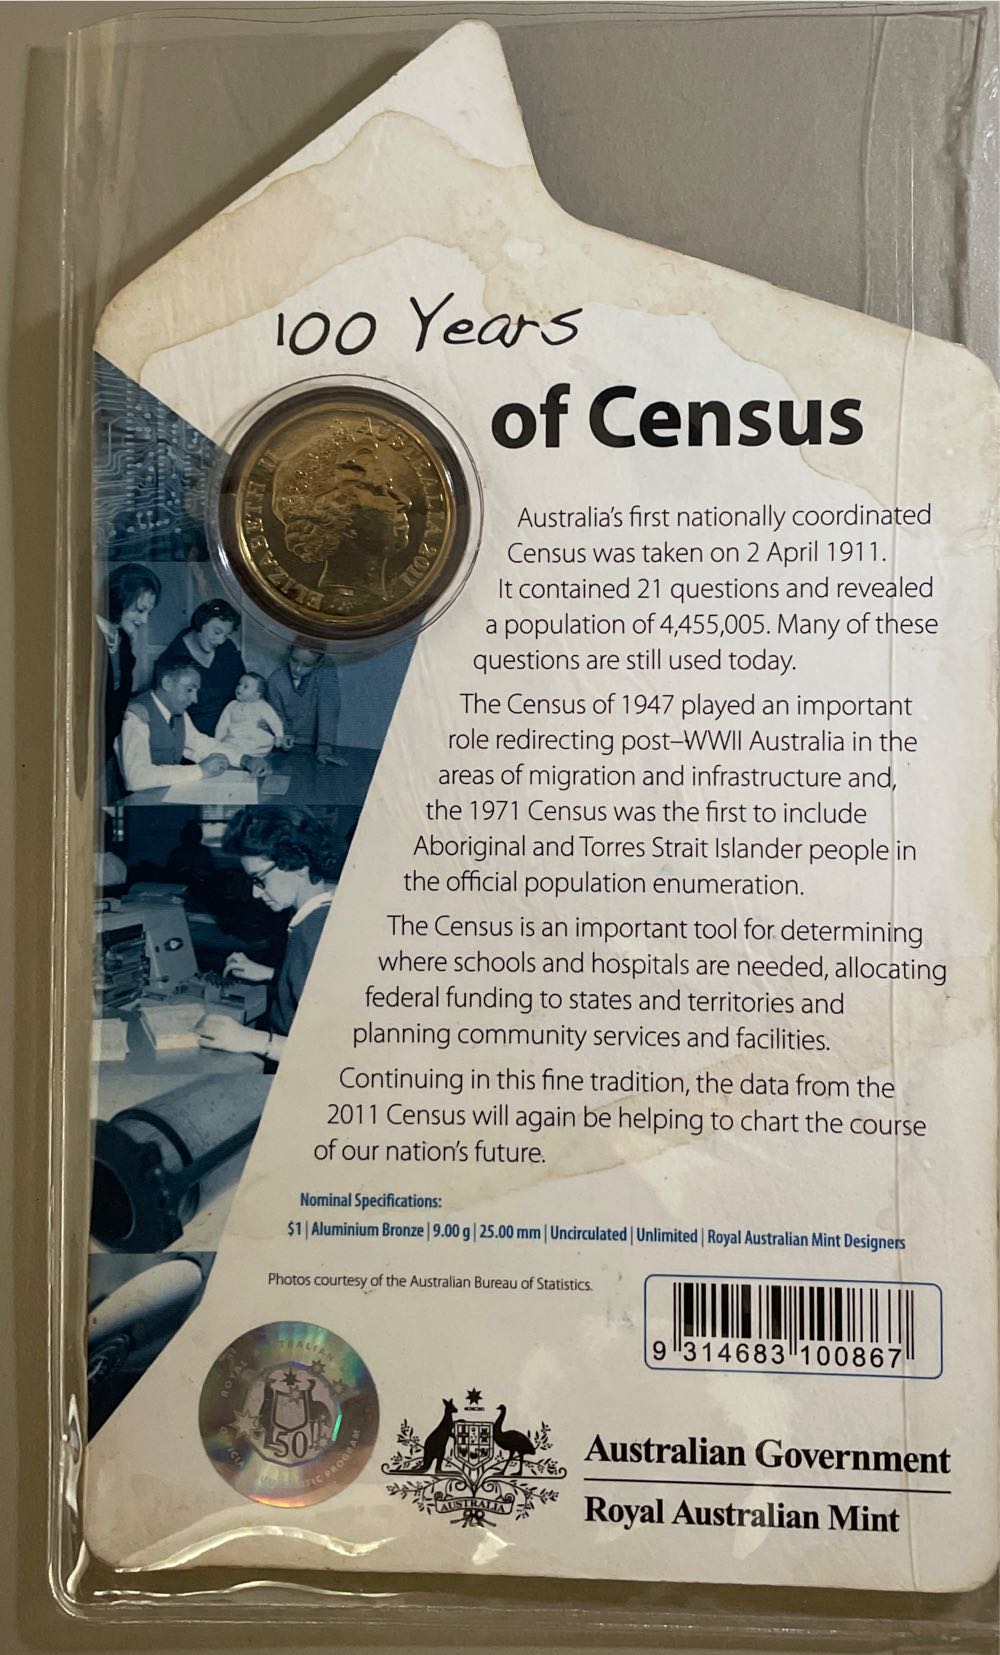 100 Years
of Census
ELIZABETH II AUSTRALIA 2011
Australia's first nationally coordinated
Census was taken on 2 April 1911.
It contained 21 questions and revealed
a population of 4,455,005. Many of these
questions are still used today.
The Census of 1947 played an important
role redirecting post–WWII Australia in the
areas of migration and infrastructure and,
the 1971 Census was the first to include
Aboriginal and Torres Strait Islander people in
the official population enumeration.
The Census is an important tool for determining
where schools and hospitals are needed, allocating
federal funding to states and territories and
planning community services and facilities.
Continuing in this fine tradition, the data from the
2011 Census will again be helping to chart the course
of our nation's future.
Nominal Specifications:
$1 | Aluminium Bronze | 9.00 g | 25.00 mm | Uncirculated | Unlimited | Royal Australian Mint Designers
Photos courtesy of the Australian Bureau of Statistics.
9 314683 100867
50
AUSTRALIA
Australian Government
Royal Australian Mint